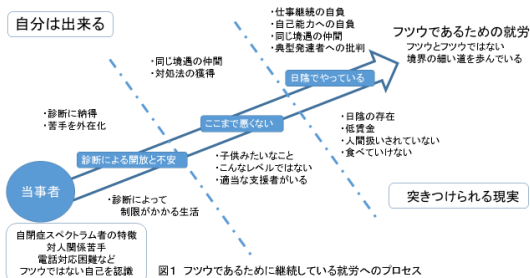 自分は出来る
・仕事継続の自負
・自己能力への自負
・同じ境遇の仲間
・典型発達者への批判
フツウであるための就労
フツウとフツウではない
境界の細い道を歩んでいる
・同じ境遇の仲間
・対処法の獲得
日陰でやっている
・診断に納得
・苦手を外在化
ここまで悪くない
・日陰の存在
・低賃金
・人間扱いされていない
・食べていけない
診断による開放と不安
・子供みたいなこと
・こんなレベルではない
・適当な支援者がいる
当事者
・診断によって
制限がかかる生活
突きつけられる現実
自閉症スペクトラム者の特徴
対人関係苦手
電話対応困難など
フツウではない自己を認識
図1 フツウであるために継続している就労へのプロセス